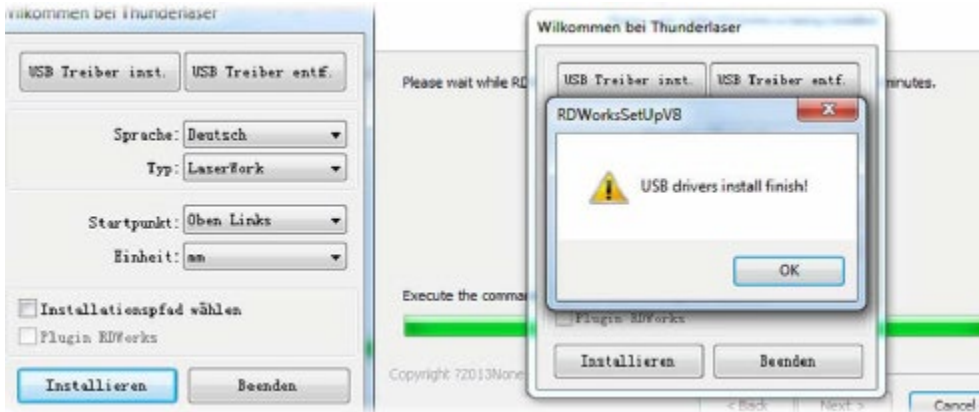 Willkommen bei Thunderlaser
USB Treiber inst. USB Treiber entf.
Sprache: Deutsch
Typ: LaserWork
Startpunkt: Oben Links
Einheit: mm
Installationspfad wählen
Plugin RDWorks
Installieren Beenden
Please wait while RD
minutes.
Execute the comma
Copyright ?2013None
< Back Next > Cancel
Wilkommen bei Thunderlaser
USB Treiber inst. USB Treiber entf.
RDWorksSetUpV8
USB drivers install finish!
OK
Plugin RDWorks
Installieren Beenden